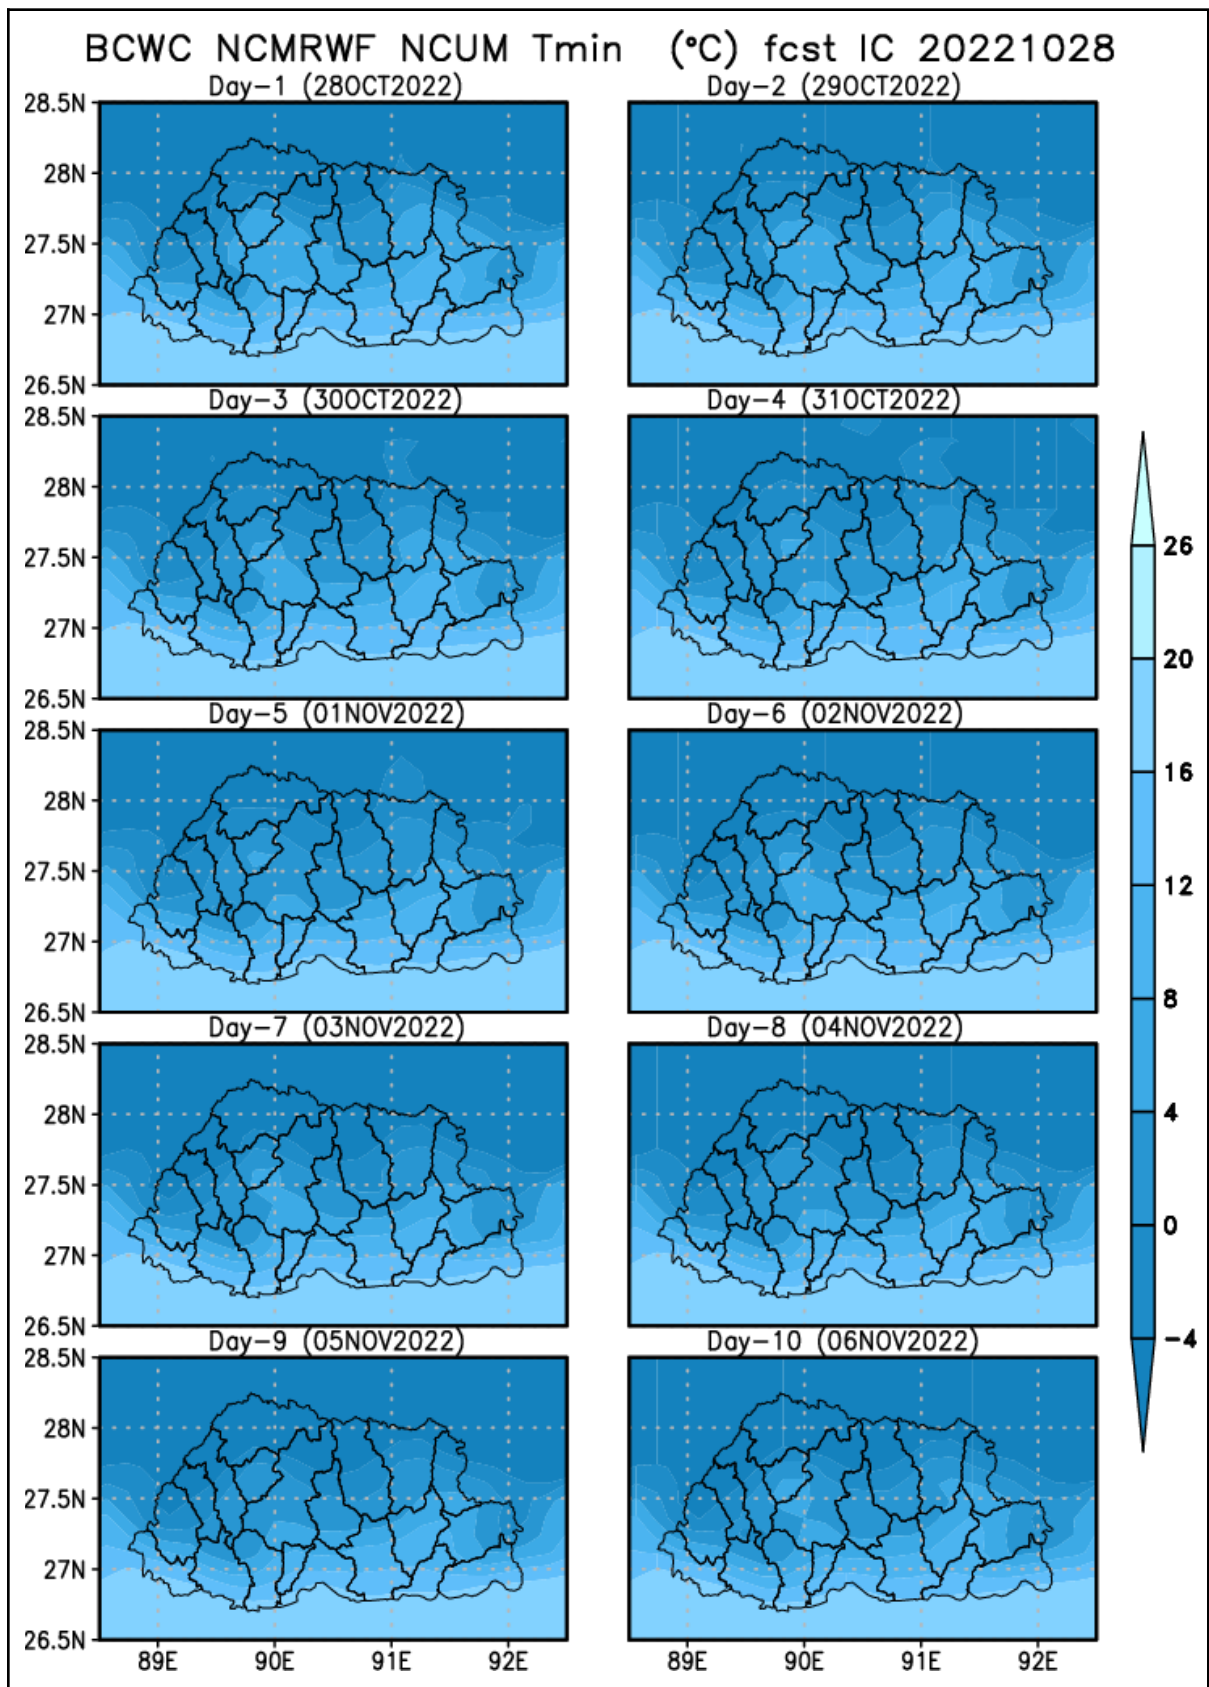 BCWC NCMRWF NCUM Tmin (°C) fcst IC 20221028
Day-1 (28OCT2022) Day-2 (29OCT2022)
28.5N
28N
27.5N
27N
26.5N
Day-3 (30OCT2022) Day-4 (31OCT2022)
28.5N
28N
27.5N
27N
26.5N
Day-5 (01NOV2022) Day-6 (02NOV2022)
28.5N
28N
27.5N
27N
26.5N
Day-7 (03NOV2022) Day-8 (04NOV2022)
28.5N
28N
27.5N
27N
26.5N
Day-9 (05NOV2022) Day-10 (06NOV2022)
28.5N
28N
27.5N
27N
26.5N
89E 90E 91E 92E 89E 90E 91E 92E
26
20
16
12
8
4
0
-4